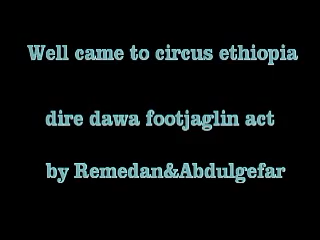 Well came to circus ethiopia
dire dawa footjaglin act
by Remedan&Abdulgefar